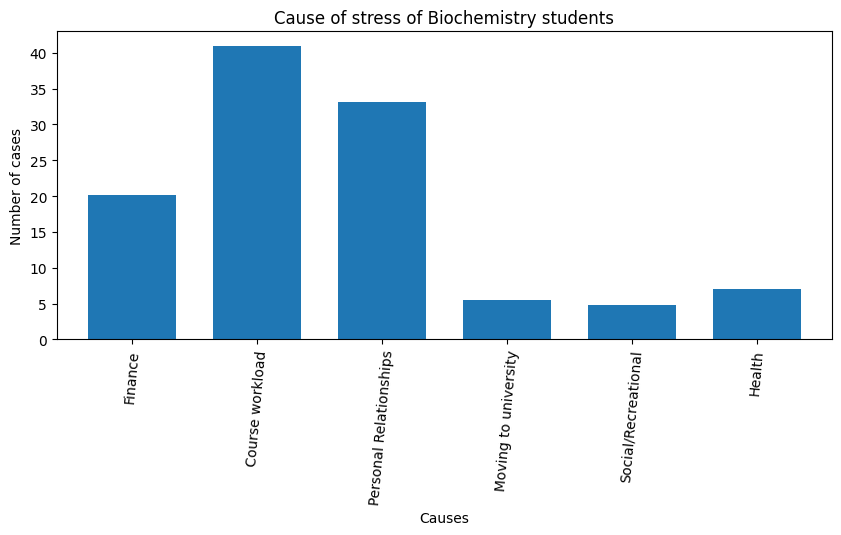 Cause of stress of Biochemistry students
Number of cases
40
35
30
25
20
15
10
5
0
Finance
Course workload
Personal Relationships
Moving to university
Social/Recreational
Health
Causes